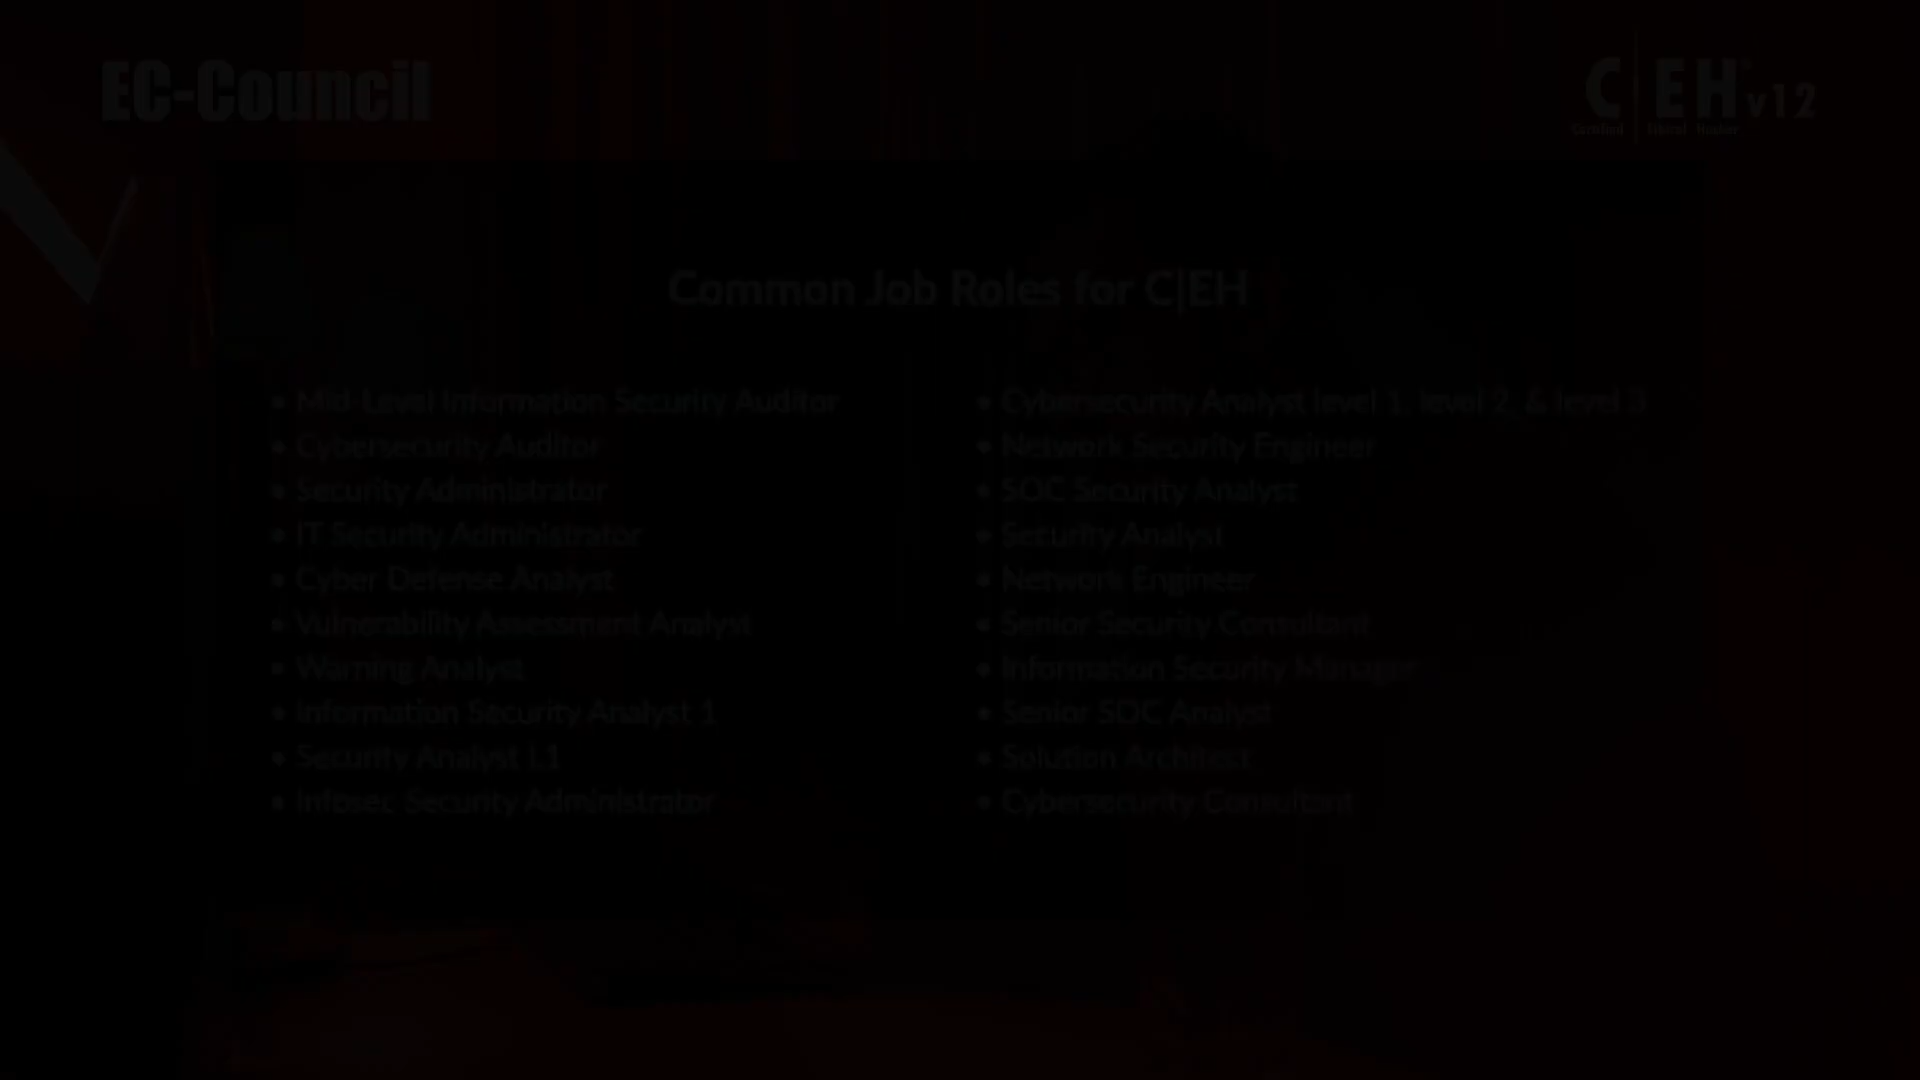 EC-Council
C|EH v12
Certified Ethical Hacker
Common Job Roles for C|EH
• Mid-Level Information Security Auditor
• Cybersecurity Auditor
• Security Administrator
• IT Security Administrator
• Cyber Defense Analyst
• Vulnerability Assessment Analyst
• Warning Analyst
• Information Security Analyst 1
• Security Analyst L1
• Infosec Security Administrator
• Cybersecurity Analyst level 1, level 2, & level 3
• Network Security Engineer
• SOC Security Analyst
• Security Analyst
• Network Engineer
• Senior Security Consultant
• Information Security Manager
• Senior SOC Analyst
• Solution Architect
• Cybersecurity Consultant